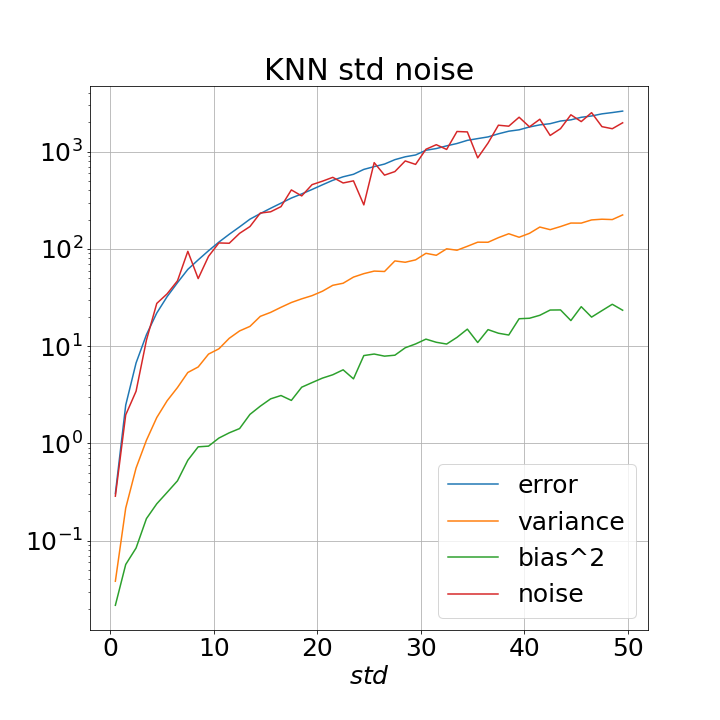 KNN std noise
10^3
10^2
10^1
10^0
10^-1
0 10 20 30 40 50
std
error
variance
bias^2
noise